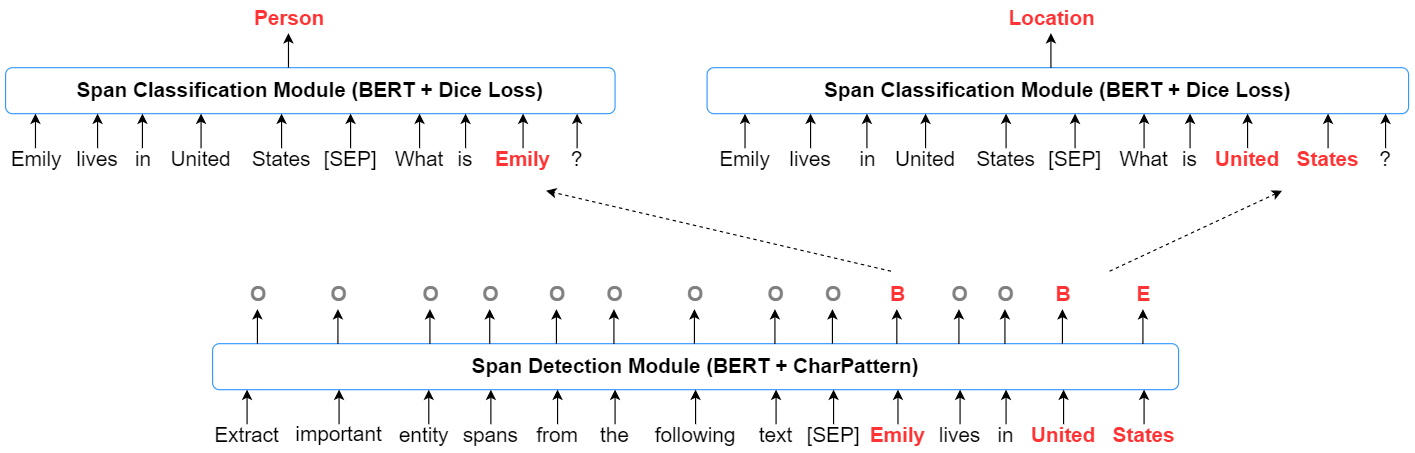 Person Location
Span Classification Module (BERT + Dice Loss) Span Classification Module (BERT + Dice Loss)
Emily lives in United States [SEP] What is Emily ? Emily lives in United States [SEP] What is United States ?
O O O O O O O O O B O O B E
Span Detection Module (BERT + CharPattern)
Extract important entity spans from the following text [SEP] Emily lives in United States